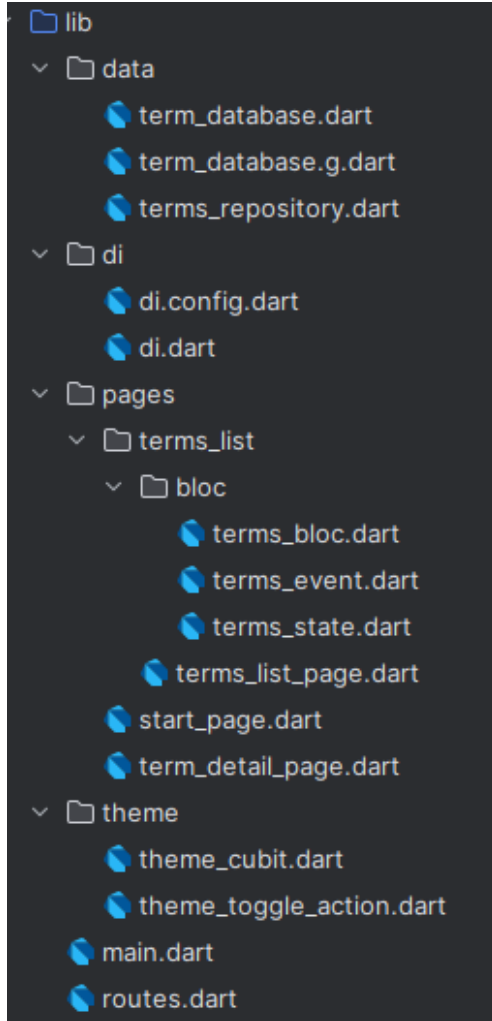 lib
data
term_database.dart
term_database.g.dart
terms_repository.dart
di
di.config.dart
di.dart
pages
terms_list
bloc
terms_bloc.dart
terms_event.dart
terms_state.dart
terms_list_page.dart
start_page.dart
term_detail_page.dart
theme
theme_cubit.dart
theme_toggle_action.dart
main.dart
routes.dart